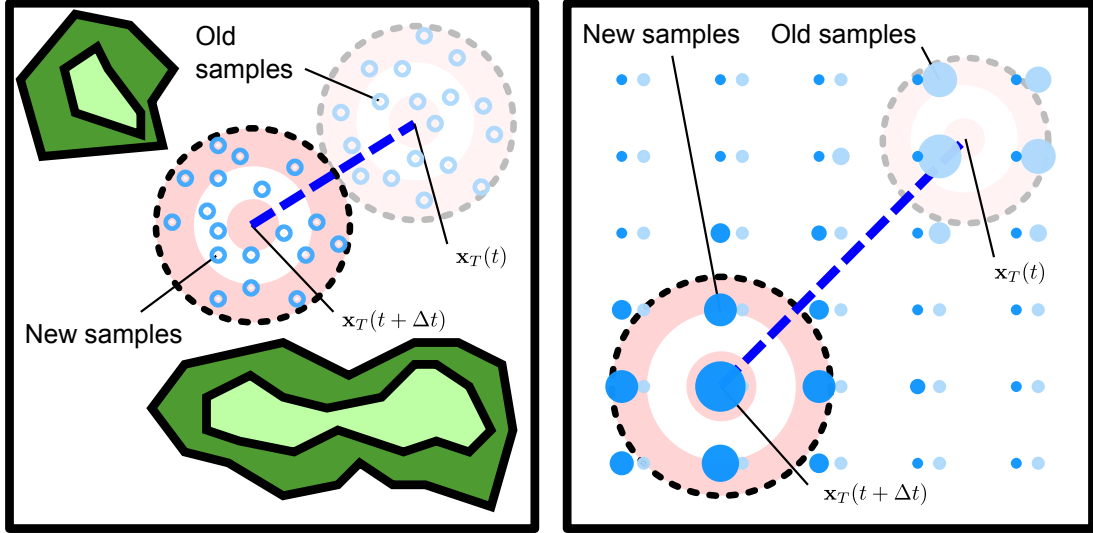 Old
samples
𝐱_T(t)
𝐱_T(t + Δt)
New samples
New samples
Old samples
𝐱_T(t)
𝐱_T(t + Δt)